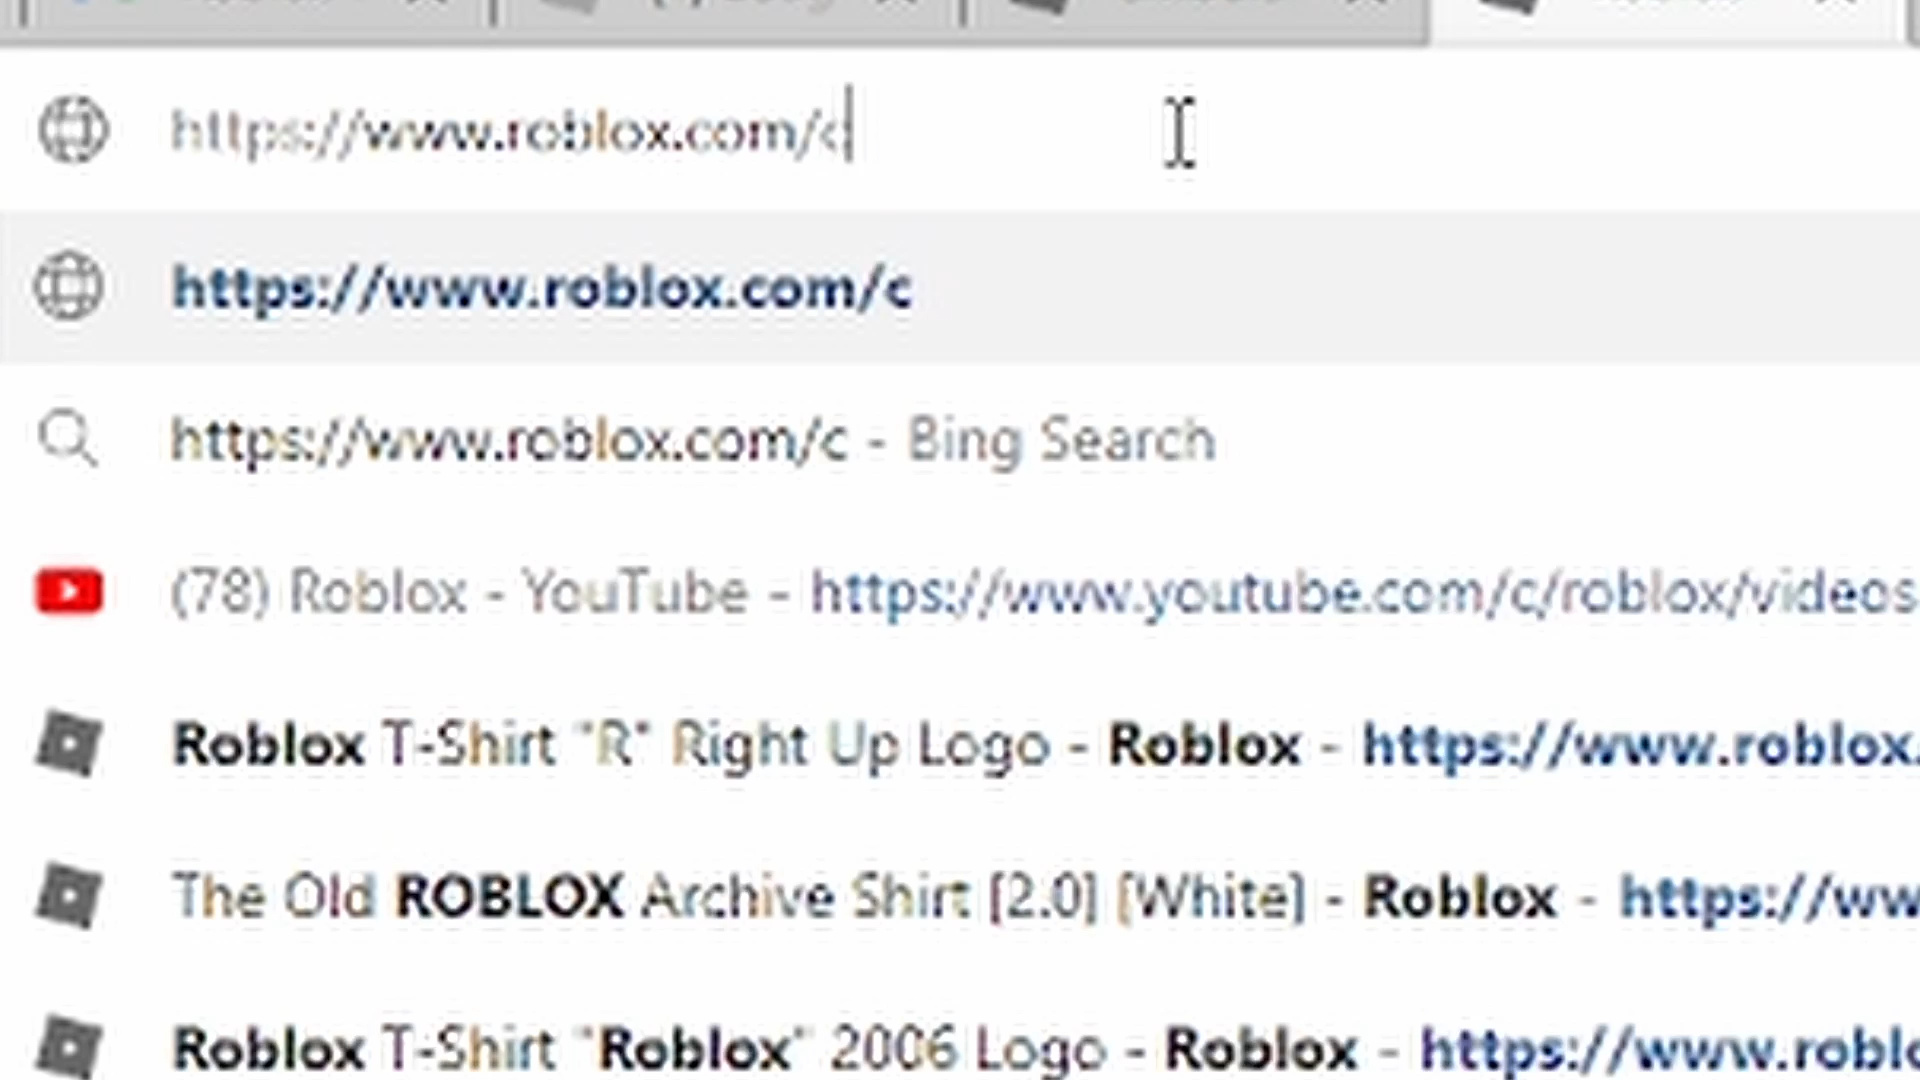 https://www.roblox.com/c
https://www.roblox.com/c
https://www.roblox.com/c - Bing Search
(78) Roblox - YouTube - https://www.youtube.com/c/roblox/videos
Roblox T-Shirt "R" Right Up Logo - Roblox - https://www.roblox.
The Old ROBLOX Archive Shirt [2.0] [White] - Roblox - https://ww
Roblox T-Shirt "Roblox" 2006 Logo - Roblox - https://www.roblo